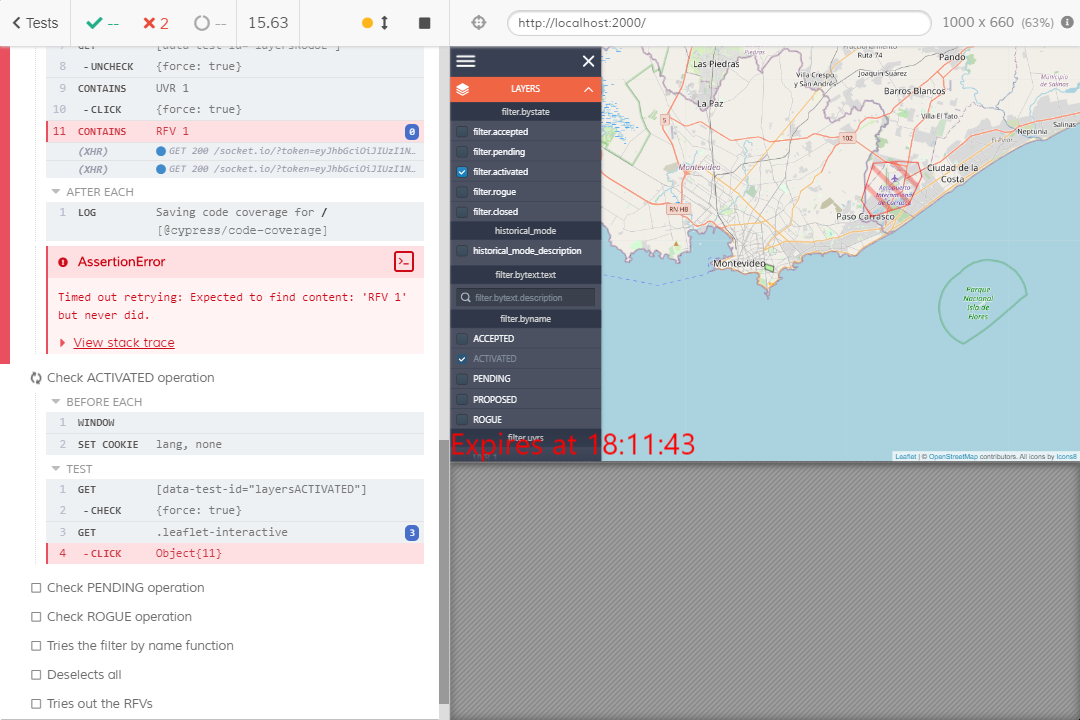 Tests
--
2
--
15.63
http://localhost:2000/
1000 x 660 (63%)
8 -UNCHECK {force: true}
9 CONTAINS UVR 1
10 -CLICK {force: true}
11 CONTAINS RFV 1 0
(XHR) GET 200 /socket.io/?token=eyJhbGciOiJIUzI1N…
(XHR) GET 200 /socket.io/?token=eyJhbGciOiJIUzI1N…
AFTER EACH
1 LOG Saving code coverage for /
[@cypress/code-coverage]
AssertionError
Timed out retrying: Expected to find content: 'RFV 1'
but never did.
View stack trace
Check ACTIVATED operation
BEFORE EACH
1 WINDOW
2 SET COOKIE lang, none
TEST
1 GET [data-test-id="layersACTIVATED"]
2 -CHECK {force: true}
3 GET .leaflet-interactive 3
4 -CLICK Object{11}
Check PENDING operation
Check ROGUE operation
Tries the filter by name function
Deselects all
Tries out the RFVs
LAYERS
filter.bystate
filter.accepted
filter.pending
filter.activated
filter.rogue
filter.closed
historical_mode
historical_mode_description
filter.bytext.text
filter.bytext.description
filter.byname
ACCEPTED
ACTIVATED
PENDING
PROPOSED
ROGUE
filter.uvrs
Expires at 18:11:43
Las Piedras
Ruta 74
Pando
Villa Crespo
y San Andrés
Joaquín Suárez
Municipio
de Salinas
La Paz
Barros Blancos
5
Villa El Tato
Salinas
Neptunia
102
Montevideo
Ciudad de
la Costa
Aeropuerto
Internacional
de Carrasco
RN H8
Paso Carrasco
Montevideo
Parque
Nacional
Isla de
Flores
Leaflet | © OpenStreetMap contributors. All icons by Icons8